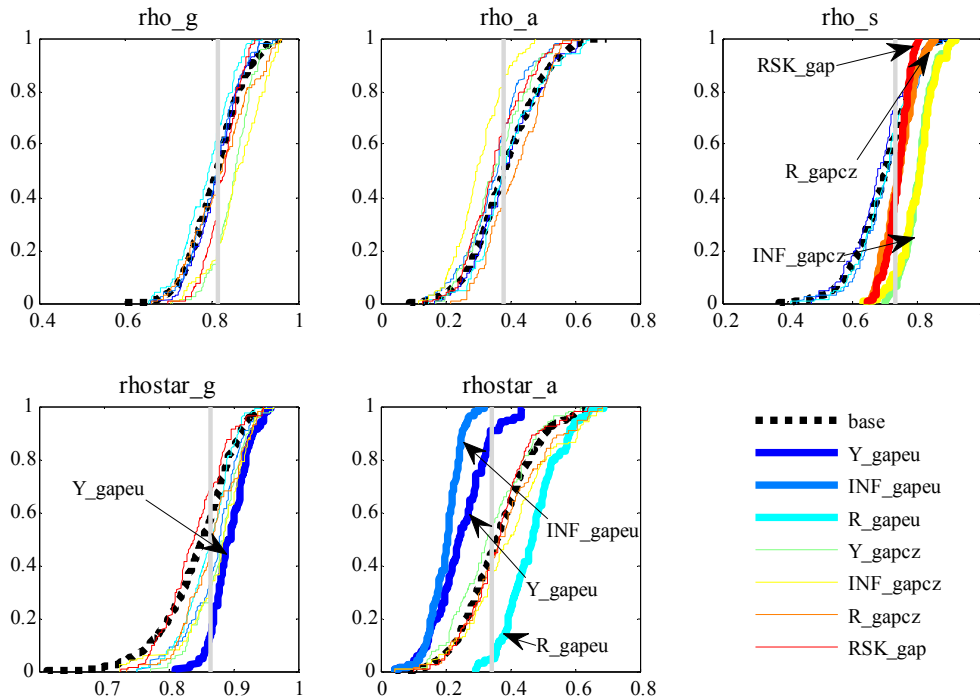 rho_g
rho_a
rho_s
1
0.8
0.6
0.4
0.2
0
0.4 0.6 0.8 1
1
0.8
0.6
0.4
0.2
0
0 0.2 0.4 0.6 0.8
1
0.8
0.6
0.4
0.2
0
0.2 0.4 0.6 0.8
RSK_gap
R_gapcz
INF_gapcz
rhostar_g
rhostar_a
1
0.8
0.6
0.4
0.2
0
0.7 0.8 0.9 1
Y_gapeu
1
0.8
0.6
0.4
0.2
0
0 0.2 0.4 0.6 0.8
INF_gapeu
Y_gapeu
R_gapeu
base
Y_gapeu
INF_gapeu
R_gapeu
Y_gapcz
INF_gapcz
R_gapcz
RSK_gap